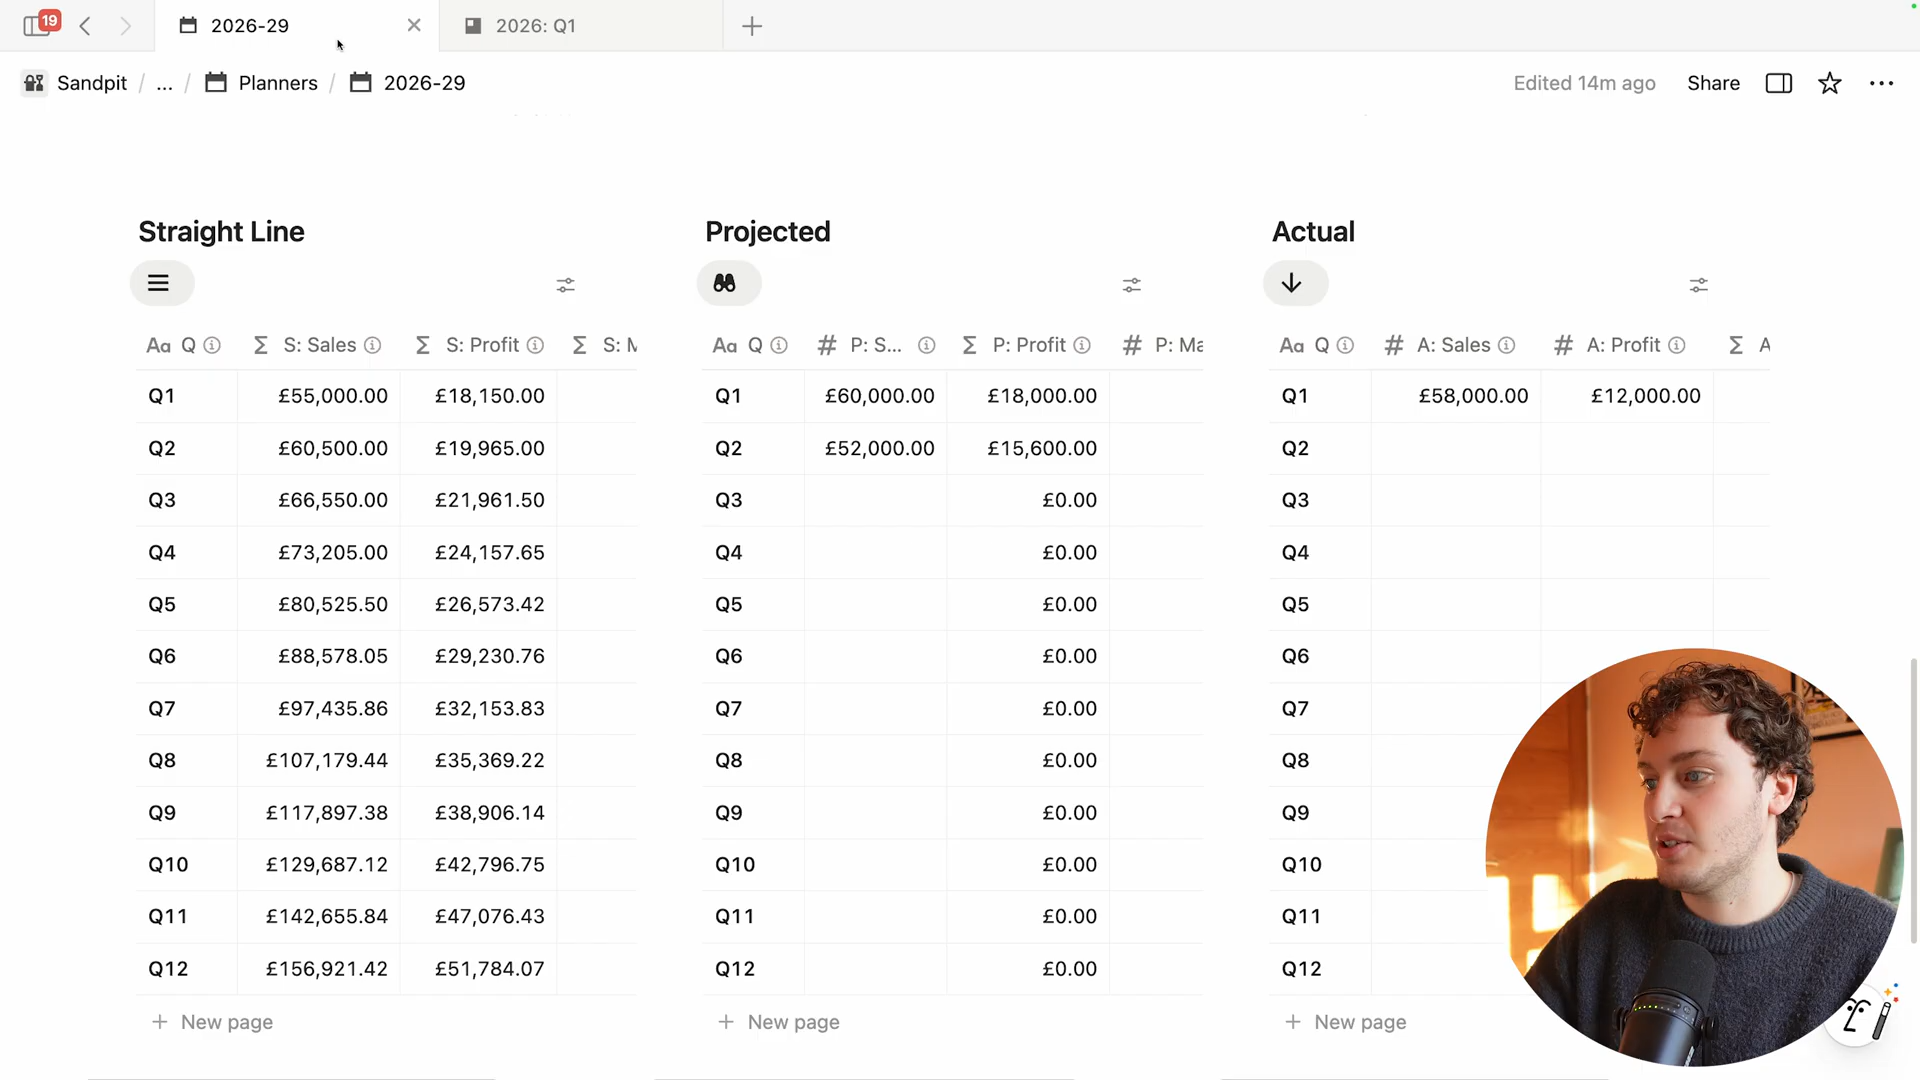 19
2026-29
2026: Q1
Sandpit / ... / Planners / 2026-29
Edited 14m ago
Share
Straight Line
Aa Q Σ S: Sales Σ S: Profit Σ S: M
Q1 £55,000.00 £18,150.00
Q2 £60,500.00 £19,965.00
Q3 £66,550.00 £21,961.50
Q4 £73,205.00 £24,157.65
Q5 £80,525.50 £26,573.42
Q6 £88,578.05 £29,230.76
Q7 £97,435.86 £32,153.83
Q8 £107,179.44 £35,369.22
Q9 £117,897.38 £38,906.14
Q10 £129,687.12 £42,796.75
Q11 £142,655.84 £47,076.43
Q12 £156,921.42 £51,784.07
+ New page
Projected
Aa Q # P: S... Σ P: Profit # P: Ma
Q1 £60,000.00 £18,000.00
Q2 £52,000.00 £15,600.00
Q3 £0.00
Q4 £0.00
Q5 £0.00
Q6 £0.00
Q7 £0.00
Q8 £0.00
Q9 £0.00
Q10 £0.00
Q11 £0.00
Q12 £0.00
+ New page
Actual
Aa Q # A: Sales # A: Profit Σ A
Q1 £58,000.00 £12,000.00
Q2
Q3
Q4
Q5
Q6
Q7
Q8
Q9
Q10
Q11
Q12
+ New page